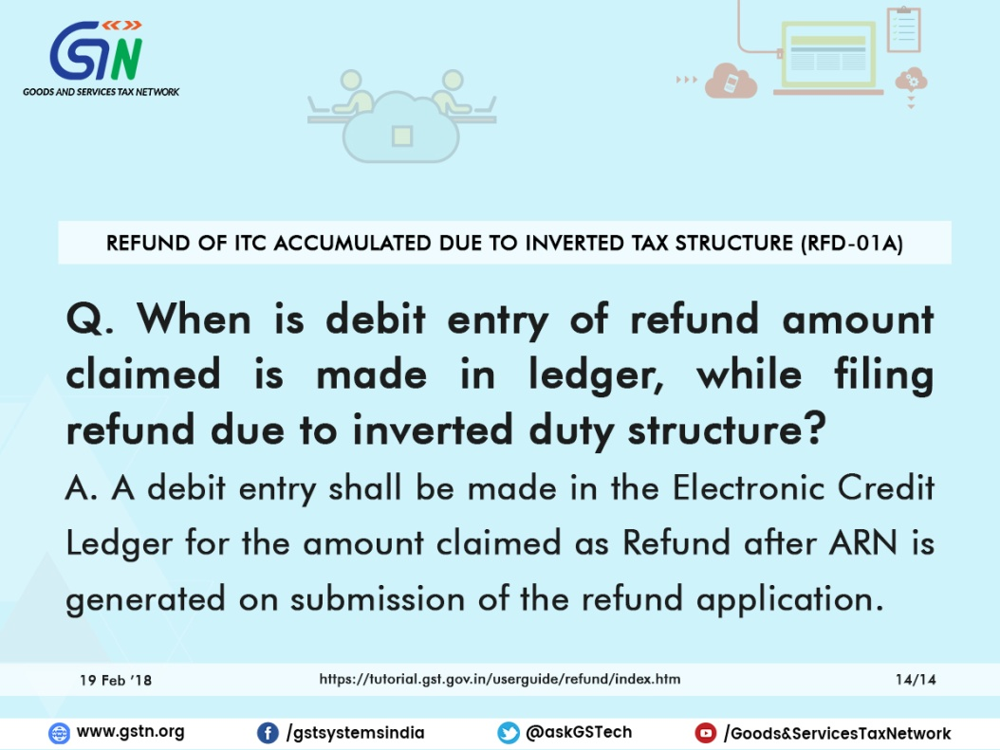 GSTN
GOODS AND SERVICES TAX NETWORK
REFUND OF ITC ACCUMULATED DUE TO INVERTED TAX STRUCTURE (RFD-01A)
Q. When is debit entry of refund amount
claimed is made in ledger, while filing
refund due to inverted duty structure?
A. A debit entry shall be made in the Electronic Credit
Ledger for the amount claimed as Refund after ARN is
generated on submission of the refund application.
19 Feb ’18 https://tutorial.gst.gov.in/userguide/refund/index.htm 14/14
www.gstn.org /gstsystemsindia @askGSTech /Goods&ServicesTaxNetwork